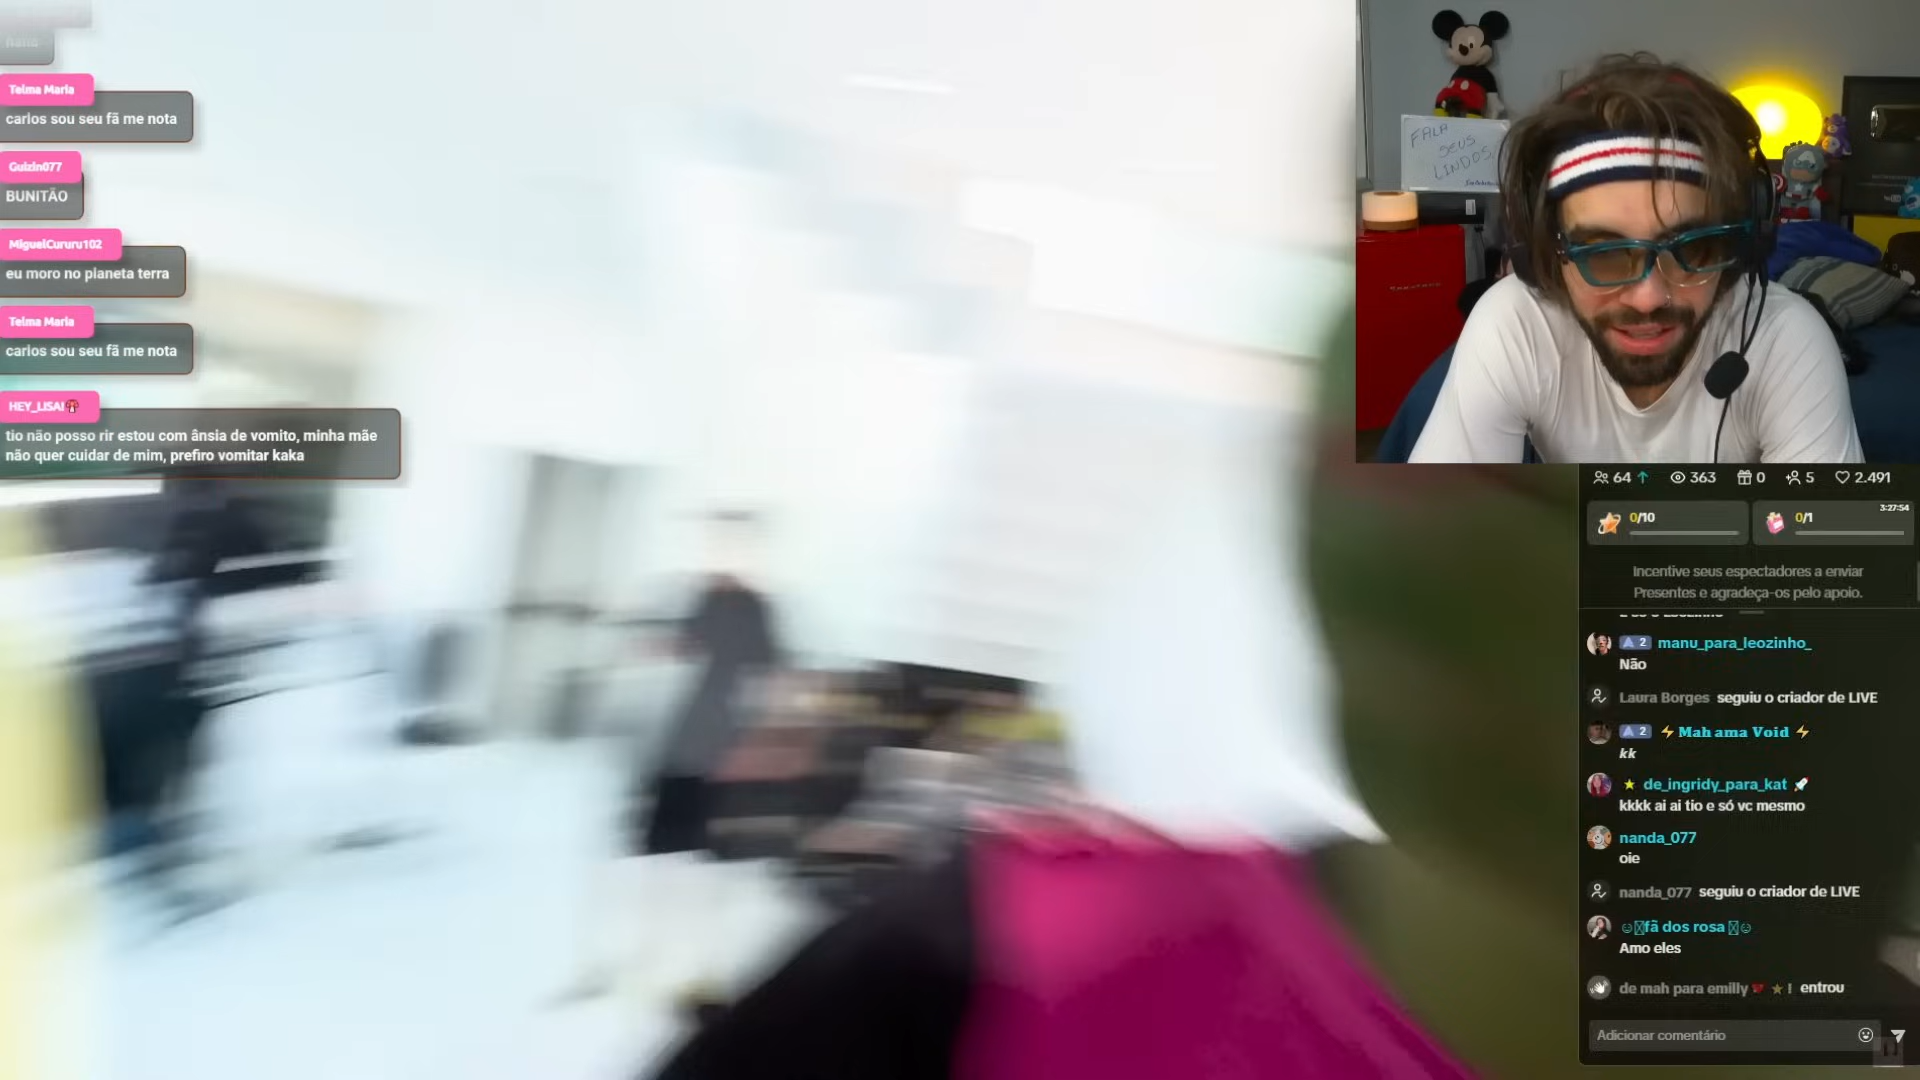 Telma Maria
carlos sou seu fã me nota
Guizin077
BUNITÃO
MiguelCururu102
eu moro no planeta terra
Telma Maria
carlos sou seu fã me nota
HEY_LISA!
tio não posso rir estou com ânsia de vomito, minha mãe
não quer cuidar de mim, prefiro vomitar kaka
FALA
SEUS
LINDOS
64 363 0 5 2.491
0/10 0/1 3:27:54
Incentive seus espectadores a enviar
Presentes e agradeça-os pelo apoio.
A 2 manu_para_leozinho_
Não
Laura Borges seguiu o criador de LIVE
A 2 Mah ama Void
kk
de_ingridy_para_kat
kkkk ai ai tio e só vc mesmo
nanda_077
oie
nanda_077 seguiu o criador de LIVE
fã dos rosa
Amo eles
de mah para emilly entrou
Adicionar comentário